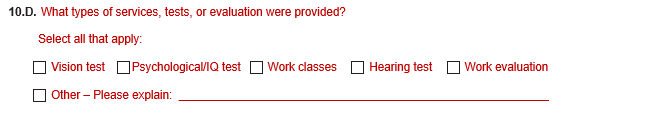 10.D. What types of services, tests, or evaluation were provided?
Select all that apply:
Vision test Psychological/IQ test Work classes Hearing test Work evaluation
Other – Please explain: